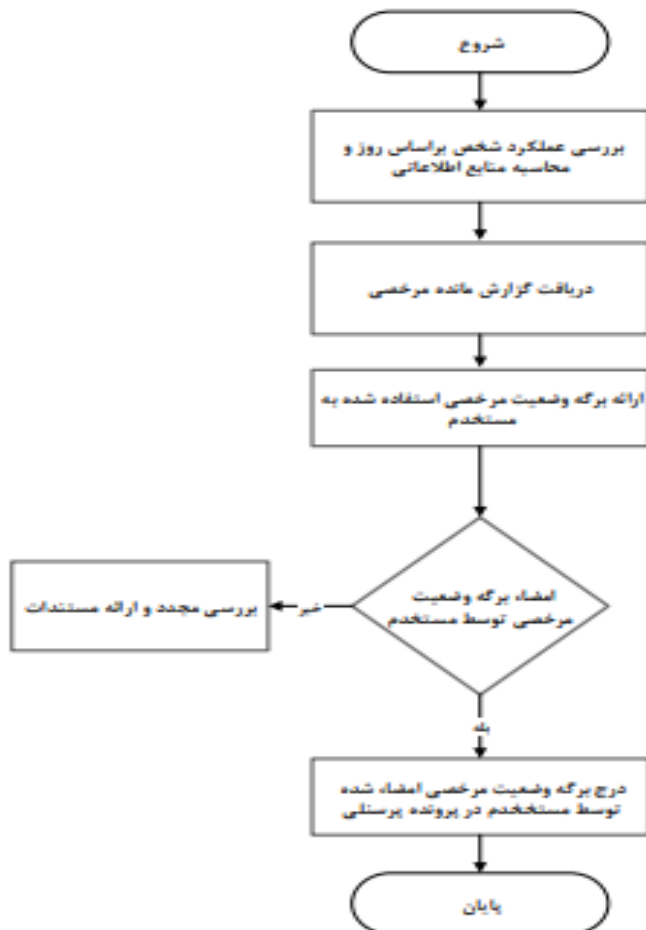 شروع
بررسی عملکرد شخص براساس روز و
محاسبه منابع اطلاعاتی
دریافت گزارش مانده مرخصی
ارائه برگه وضعیت مرخصی استفاده شده به
مستخدم
امضاء برگه وضعیت
مرخصی توسط مستخدم
خیر
بررسی مجدد و ارائه مستندات
بله
درج برگه وضعیت مرخصی امضاء شده
توسط مستخخدم در پرونده پرسنلی
پایان